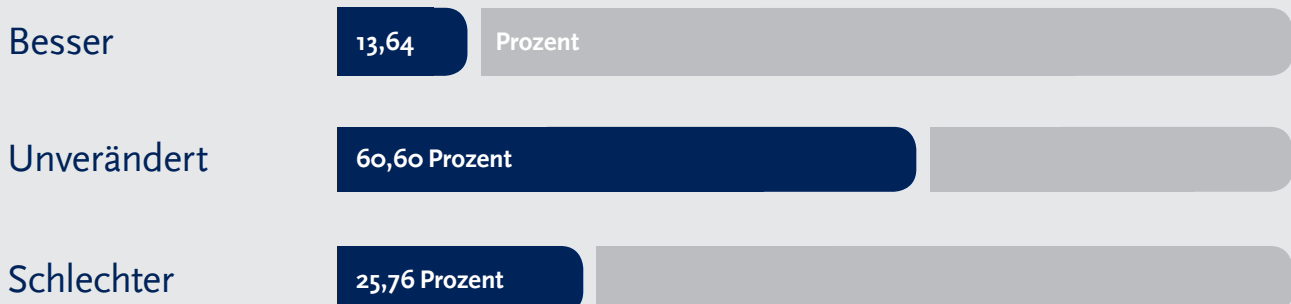 Besser 13,64 Prozent
Unverändert 60,60 Prozent
Schlechter 25,76 Prozent